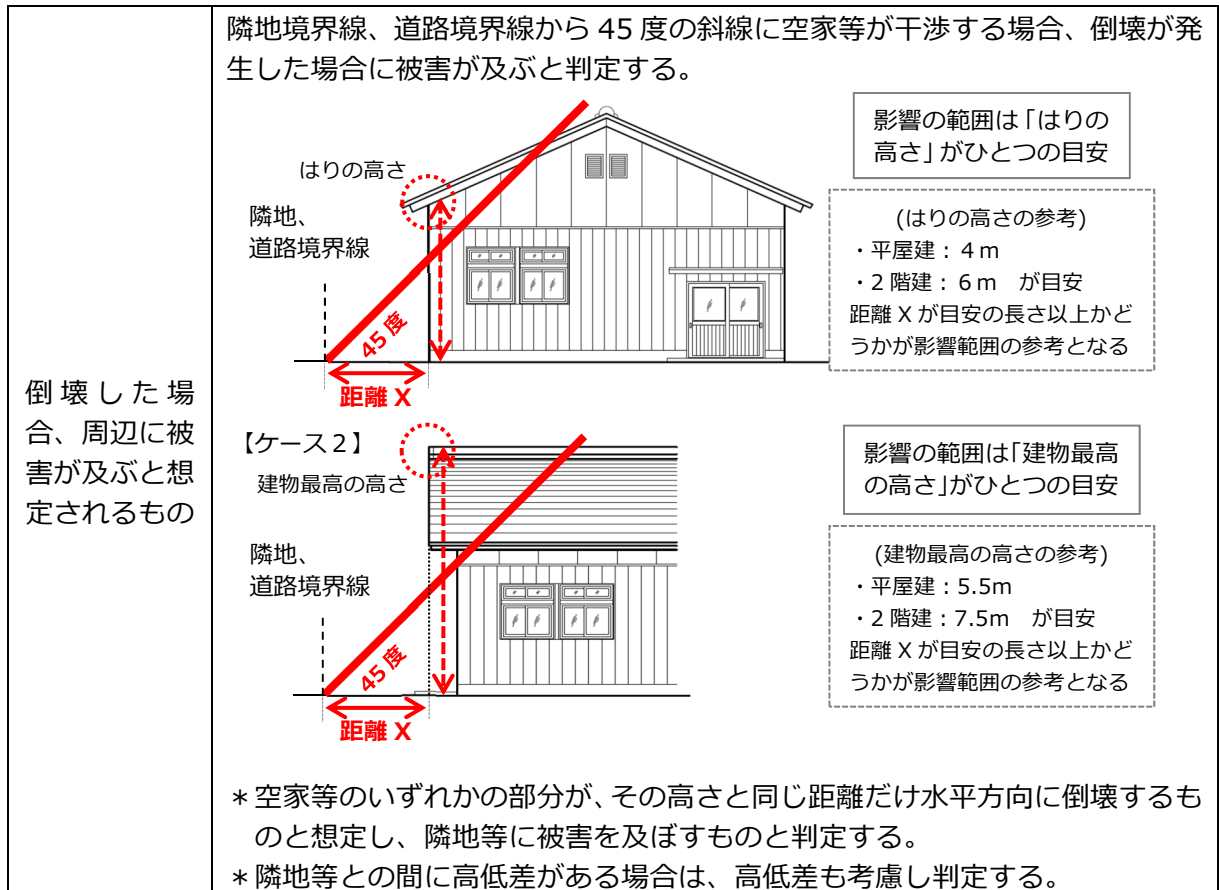 隣地境界線、道路境界線から 45 度の斜線に空家等が干渉する場合、倒壊が発
生した場合に被害が及ぶと判定する。
倒壊した場
合、周辺に被
害が及ぶと想
定されるもの
はりの高さ
隣地、
道路境界線
45 度
距離 X
影響の範囲は「はりの
高さ」がひとつの目安
(はりの高さの参考)
・平屋建：４ｍ
・2 階建：６ｍ　が目安
距離 X が目安の長さ以上かど
うかが影響範囲の参考となる
【ケース２】
建物最高の高さ
隣地、
道路境界線
45 度
距離 X
影響の範囲は「建物最高
の高さ」がひとつの目安
(建物最高の高さの参考)
・平屋建：5.5m
・2 階建：7.5m　が目安
距離 X が目安の長さ以上かど
うかが影響範囲の参考となる
＊空家等のいずれかの部分が、その高さと同じ距離だけ水平方向に倒壊するも
のと想定し、隣地等に被害を及ぼすものと判定する。
＊隣地等との間に高低差がある場合は、高低差も考慮し判定する。